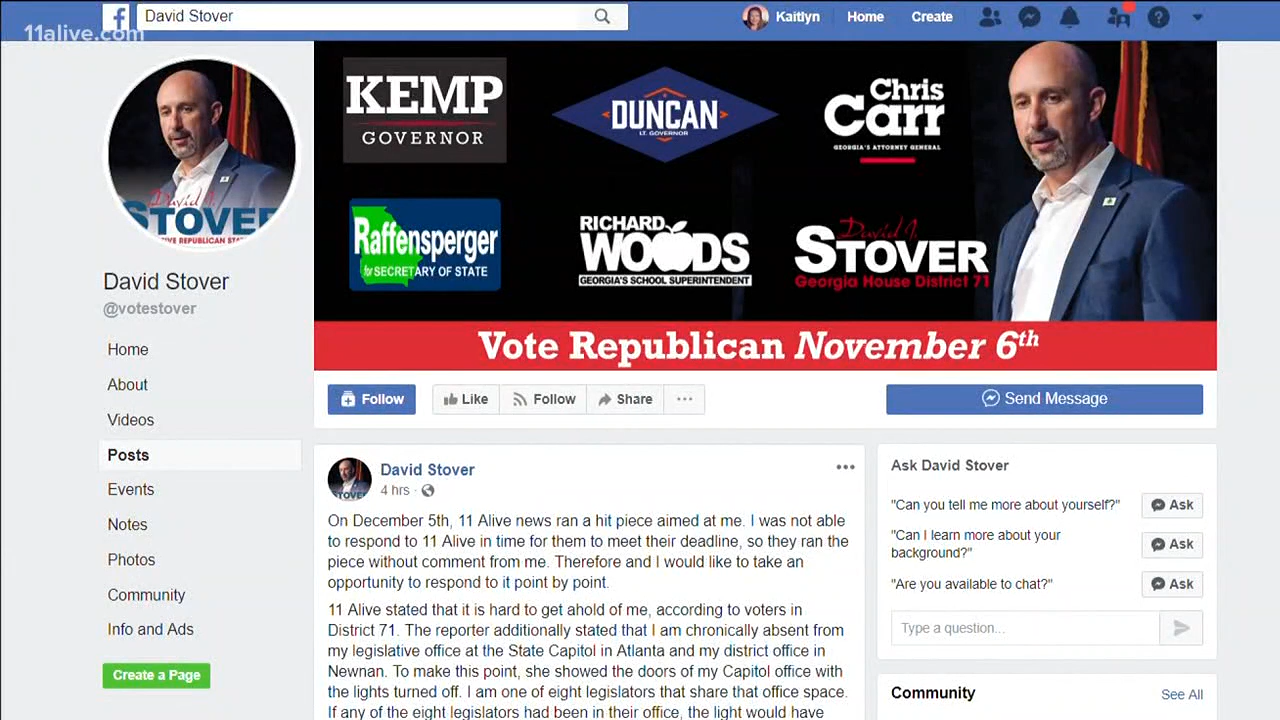 David Stover
Kaitlyn
Home
Create
11alive.com
KEMP
GOVERNOR
DUNCAN
LT. GOVERNOR
Chris
Carr
GEORGIA'S ATTORNEY GENERAL
Raffensperger
for SECRETARY OF STATE
RICHARD
WOODS
GEORGIA'S SCHOOL SUPERINTENDENT
David J.
STOVER
Georgia House District 71
Vote Republican November 6th
David J.
STOVER
David Stover
@votestover
Home
About
Videos
Posts
Events
Notes
Photos
Community
Info and Ads
Create a Page
Follow
Like
Follow
Share
Send Message
David Stover
4 hrs ·
On December 5th, 11 Alive news ran a hit piece aimed at me. I was not able
to respond to 11 Alive in time for them to meet their deadline, so they ran the
piece without comment from me. Therefore and I would like to take an
opportunity to respond to it point by point.
11 Alive stated that it is hard to get ahold of me, according to voters in
District 71. The reporter additionally stated that I am chronically absent from
my legislative office at the State Capitol in Atlanta and my district office in
Newnan. To make this point, she showed the doors of my Capitol office with
the lights turned off. I am one of eight legislators that share that office space.
If any of the eight legislators had been in their office, the light would have
Ask David Stover
"Can you tell me more about yourself?"
Ask
"Can I learn more about your
background?"
Ask
"Are you available to chat?"
Ask
Type a question...
Community
See All